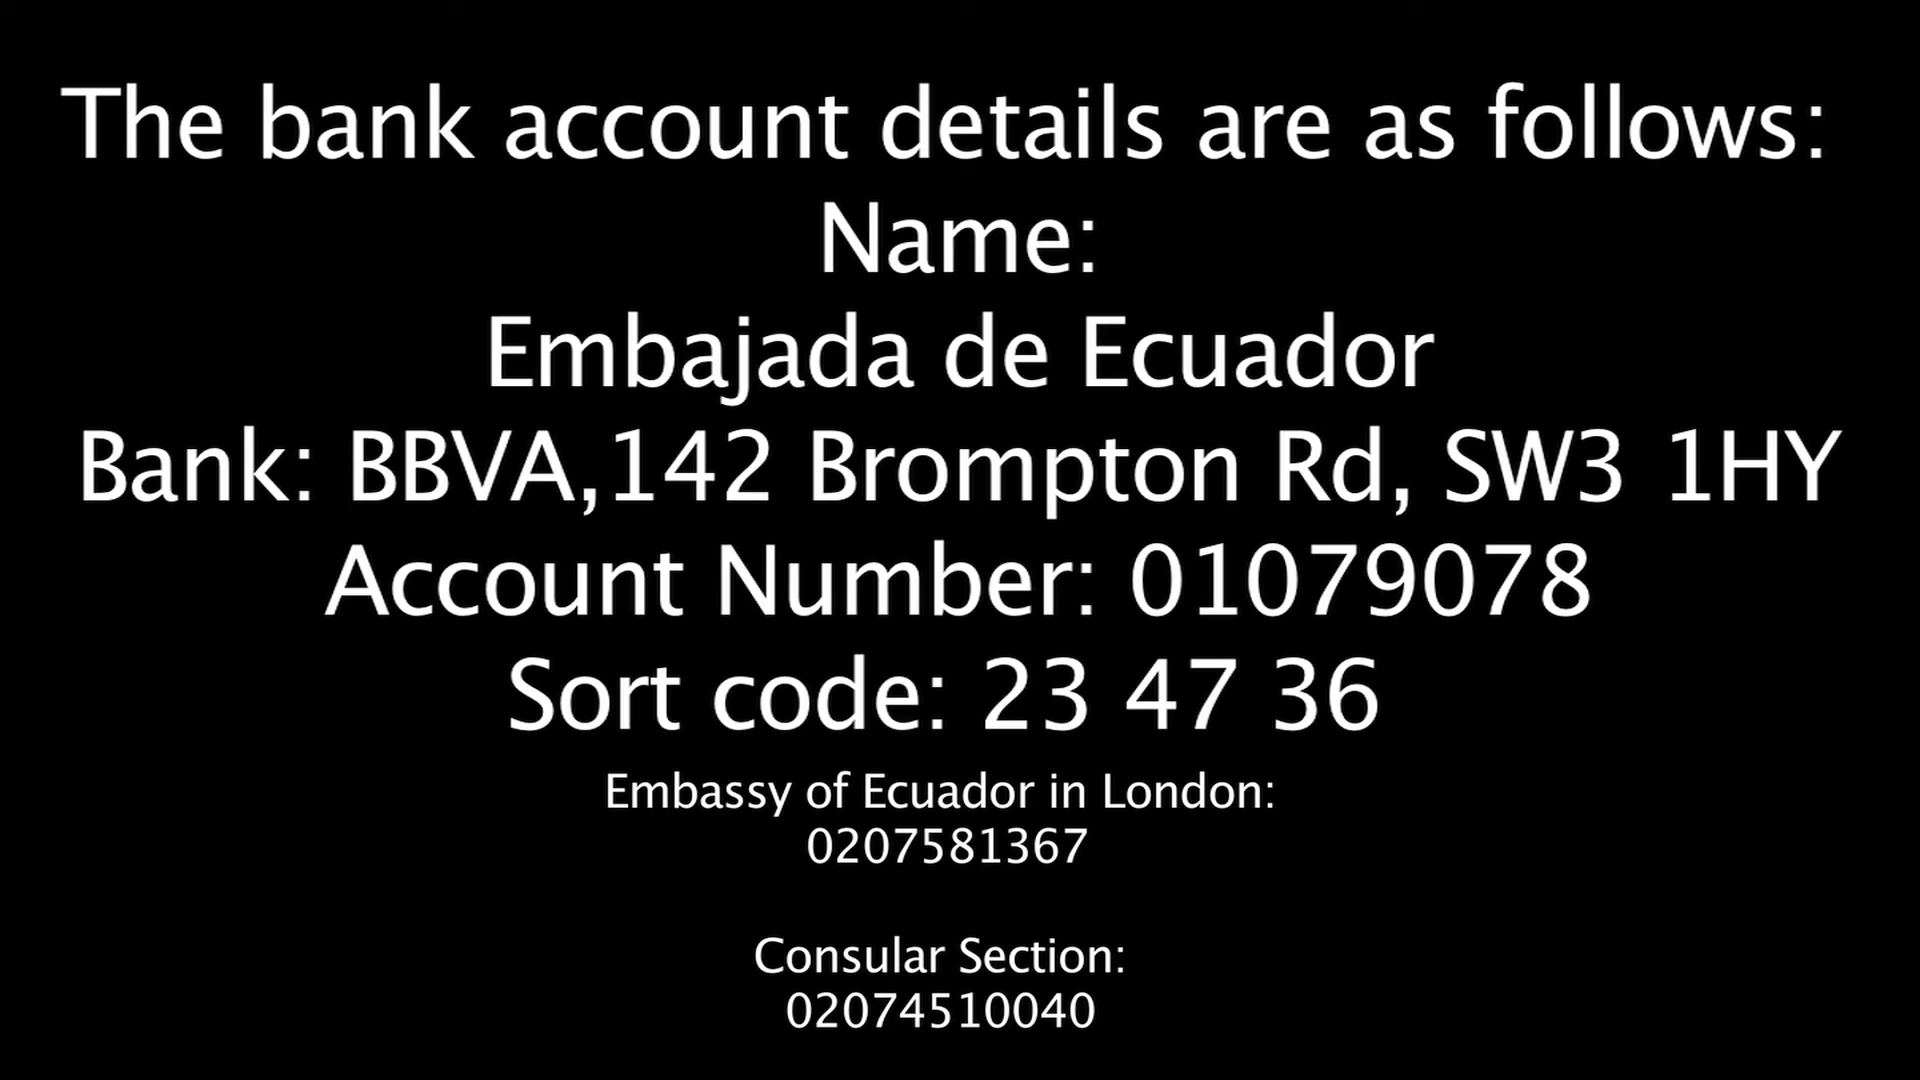 The bank account details are as follows:
Name:
Embajada de Ecuador
Bank: BBVA,142 Brompton Rd, SW3 1HY
Account Number: 01079078
Sort code: 23 47 36
Embassy of Ecuador in London:
0207581367
Consular Section:
02074510040